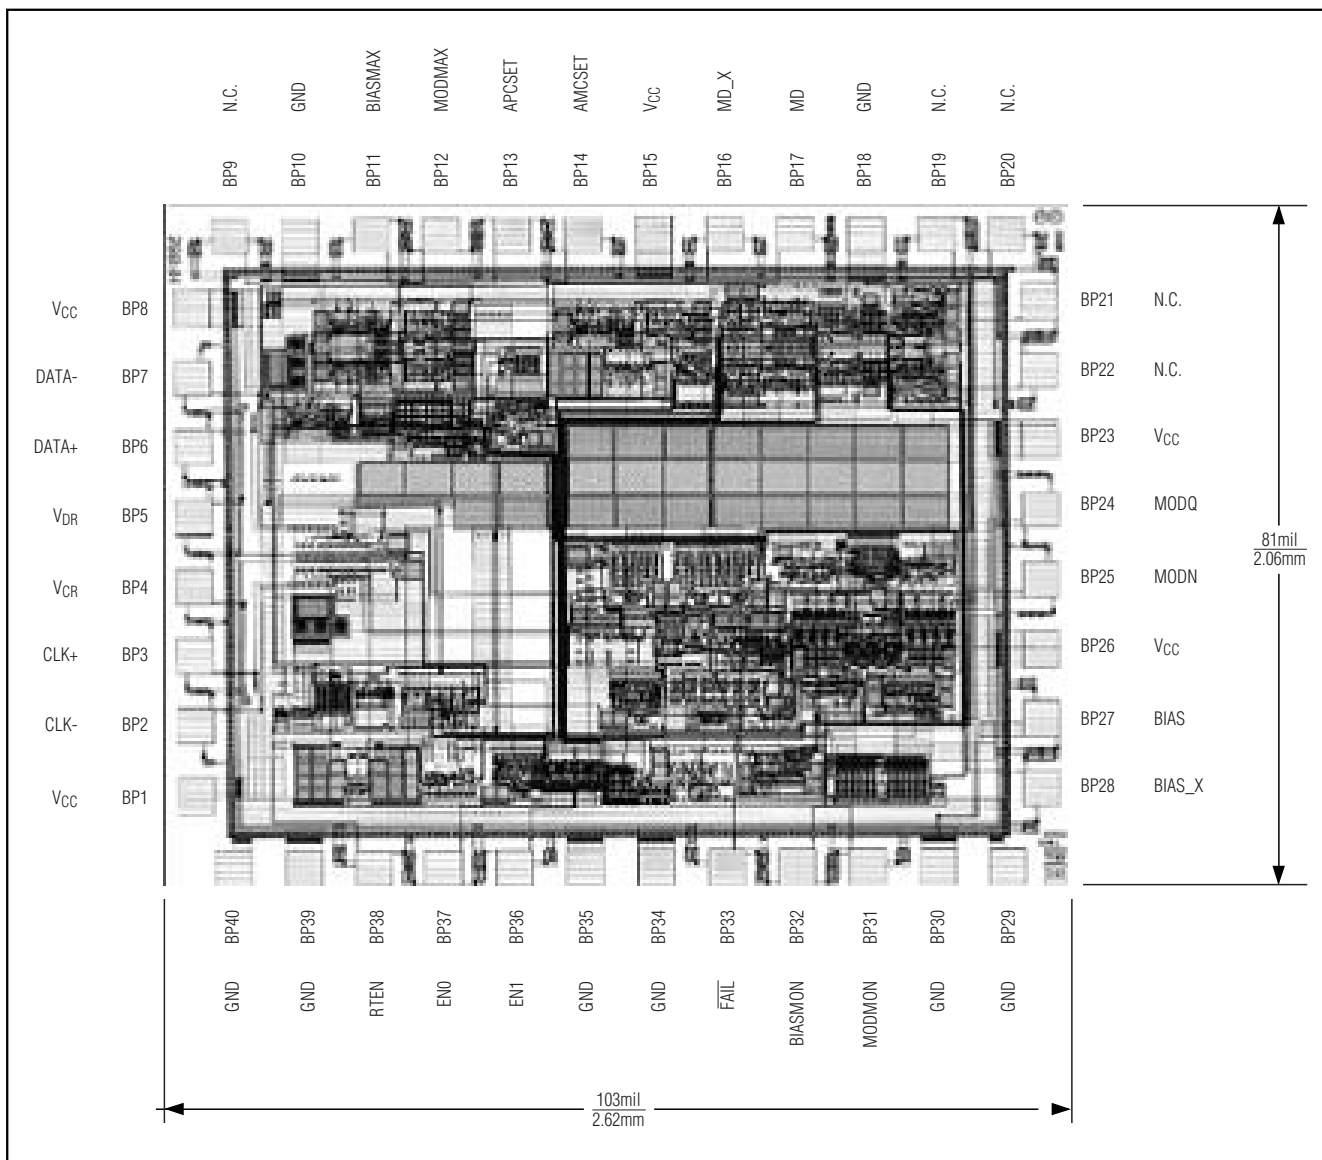 N.C. GND BIASMAX MODMAX APCSET AMCSET VCC MD_X MD GND N.C. N.C.
BP9 BP10 BP11 BP12 BP13 BP14 BP15 BP16 BP17 BP18 BP19 BP20
VCC BP8
DATA- BP7
DATA+ BP6
VDR BP5
VCR BP4
CLK+ BP3
CLK- BP2
VCC BP1
BP21 N.C.
BP22 N.C.
BP23 VCC
BP24 MODQ
BP25 MODN
BP26 VCC
BP27 BIAS
BP28 BIAS_X
81mil
2.06mm
BP40 BP39 BP38 BP37 BP36 BP35 BP34 BP33 BP32 BP31 BP30 BP29
GND GND RTEN EN0 EN1 GND GND FAIL BIASMON MODMON GND GND
103mil
2.62mm